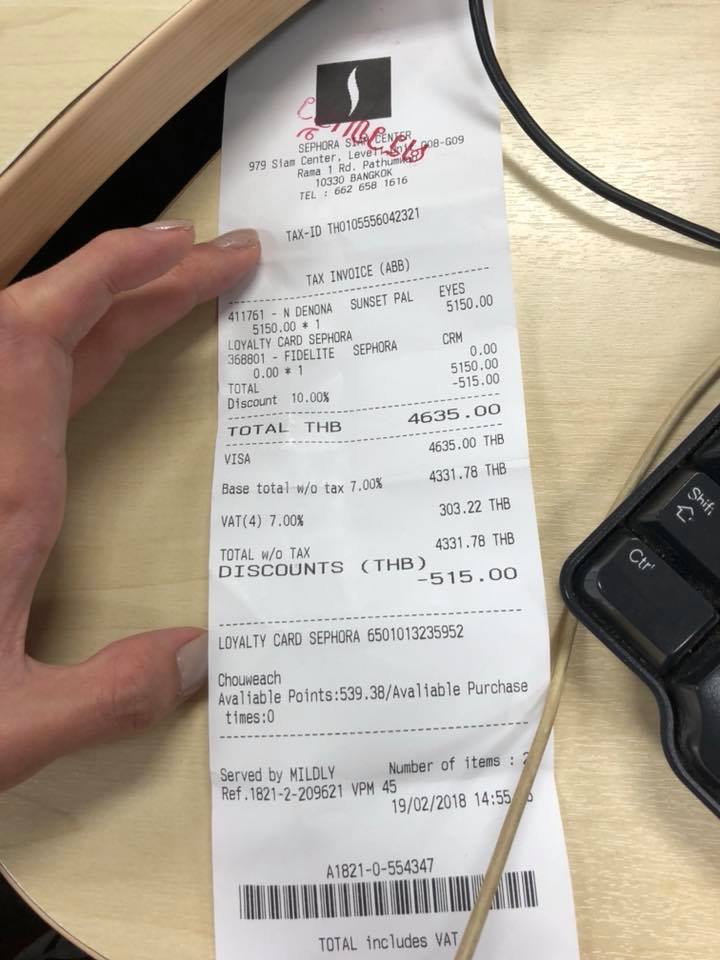 SEPHORA SIAM CENTER
979 Siam Center, Level G08-G09
Rama 1 Rd. Pathumwan
10330 BANGKOK
TEL : 662 658 1616
TAX-ID TH0105556042321
TAX INVOICE (ABB)
411761 - N DENONA SUNSET PAL EYES
5150.00 * 1 5150.00
LOYALTY CARD SEPHORA
368801 - FIDELITE SEPHORA CRM
0.00 * 1 0.00
TOTAL 5150.00
Discount 10.00% -515.00
TOTAL THB 4635.00
VISA 4635.00 THB
Base total w/o tax 7.00% 4331.78 THB
VAT(4) 7.00% 303.22 THB
TOTAL w/o TAX 4331.78 THB
DISCOUNTS (THB)
-515.00
LOYALTY CARD SEPHORA 6501013235952
Chouweach
Avaliable Points:539.38/Avaliable Purchase
times:0
Served by MILDLY Number of items : 2
Ref.1821-2-209621 VPM 45
19/02/2018 14:55
A1821-0-554347
TOTAL includes VAT
Shift
Ctrl